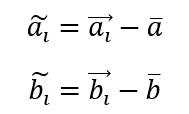 ã_ι = a⃗_ι − a̅
b̃_ι = b⃗_ι − b̅